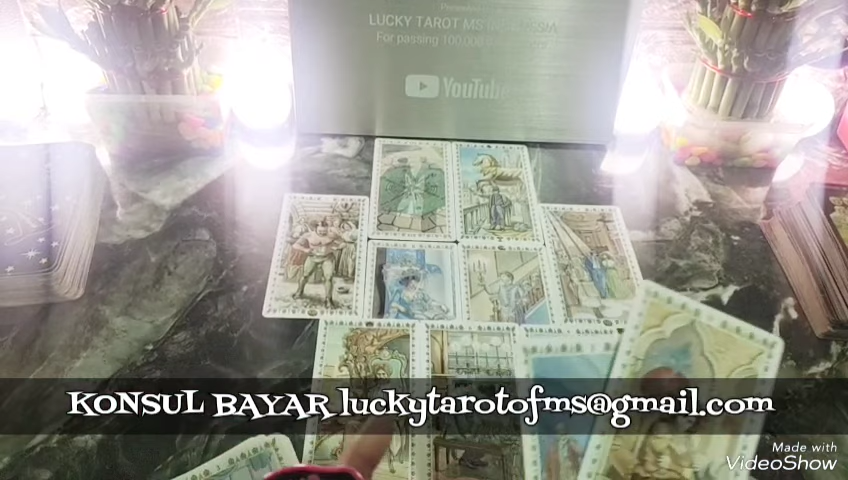 LUCKY TAROT MS
For passing 100,000
YouTube
KONSUL BAYAR luckytarotofms@gmail.com
Made with
VideoShow